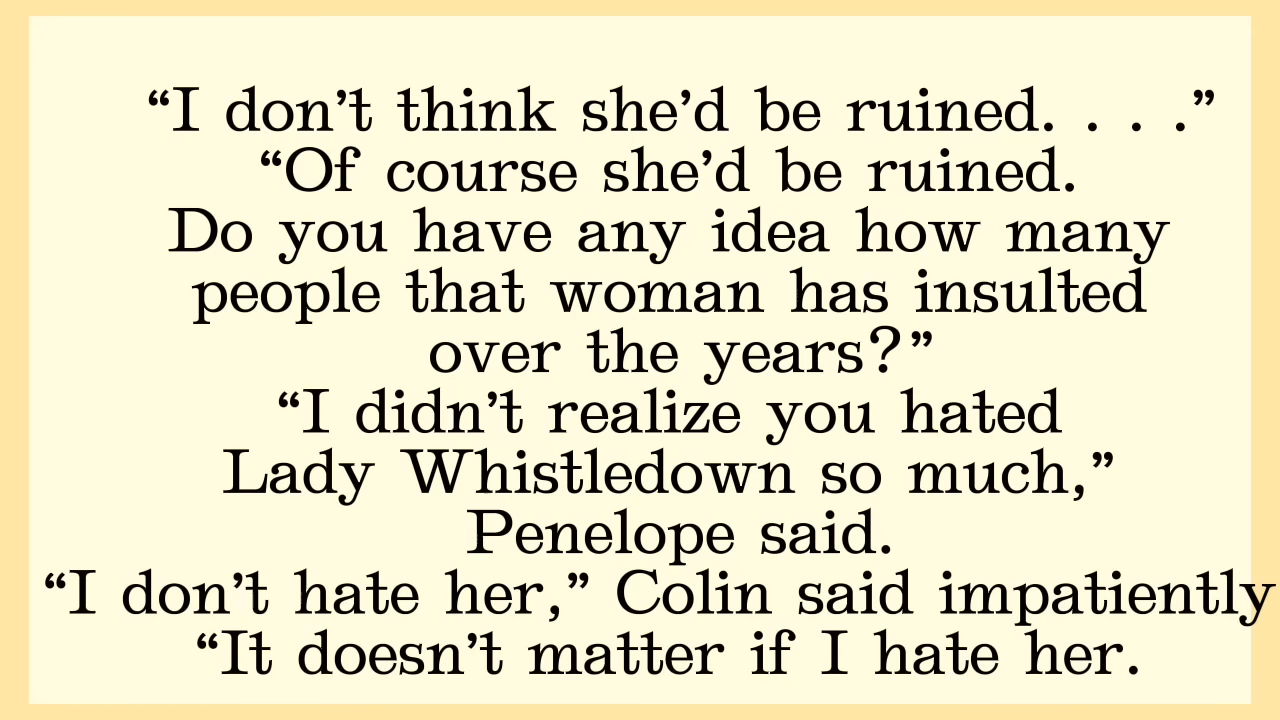 “I don’t think she’d be ruined. . . .”
“Of course she’d be ruined.
Do you have any idea how many
people that woman has insulted
over the years?”
“I didn’t realize you hated
Lady Whistledown so much,”
Penelope said.
“I don’t hate her,” Colin said impatiently
“It doesn’t matter if I hate her.